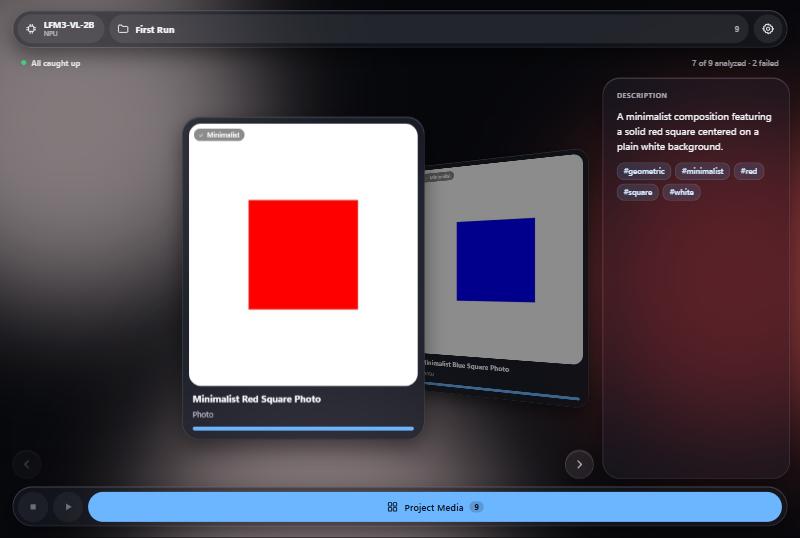 LFM3-VL-2B
NPU
First Run
9
All caught up
7 of 9 analyzed · 2 failed
Minimalist
Minimalist Red Square Photo
Photo
Minimalist
Minimalist Blue Square Photo
DESCRIPTION
A minimalist composition featuring
a solid red square centered on a
plain white background.
#geometric #minimalist #red
#square #white
Project Media 9